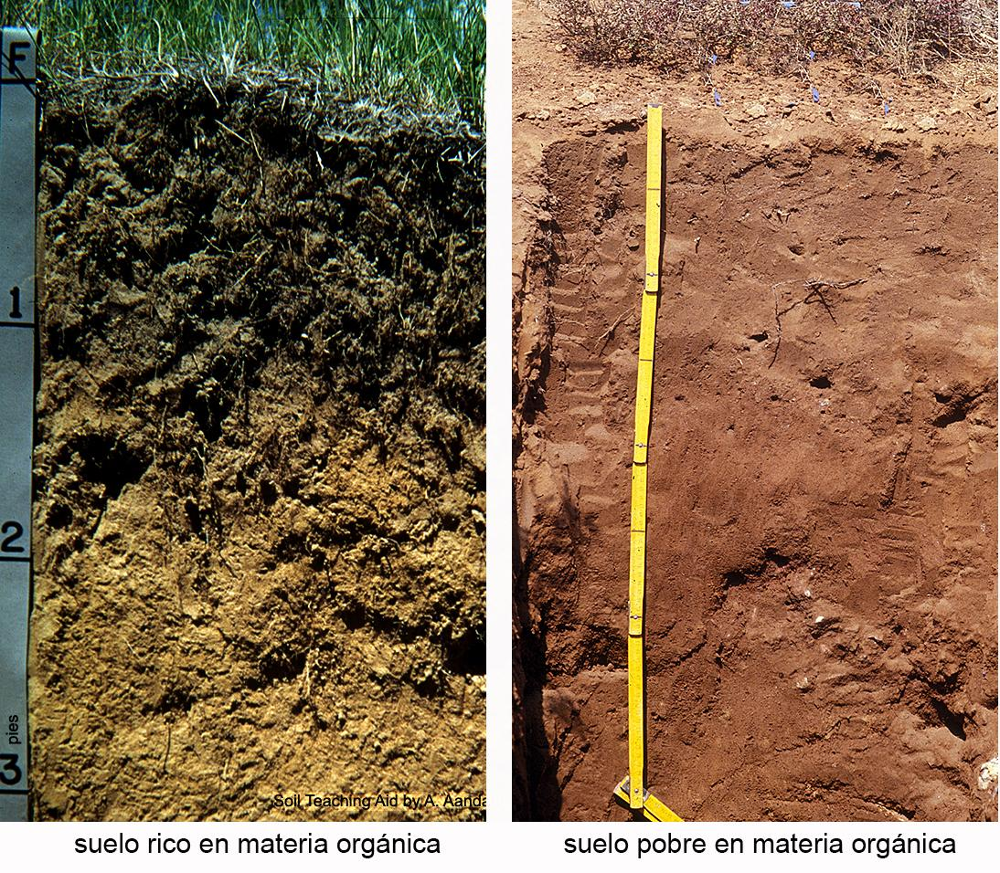 F
1
2
pies
3
Soil Teaching Aid by A. Aanda
suelo rico en materia orgánica
suelo pobre en materia orgánica